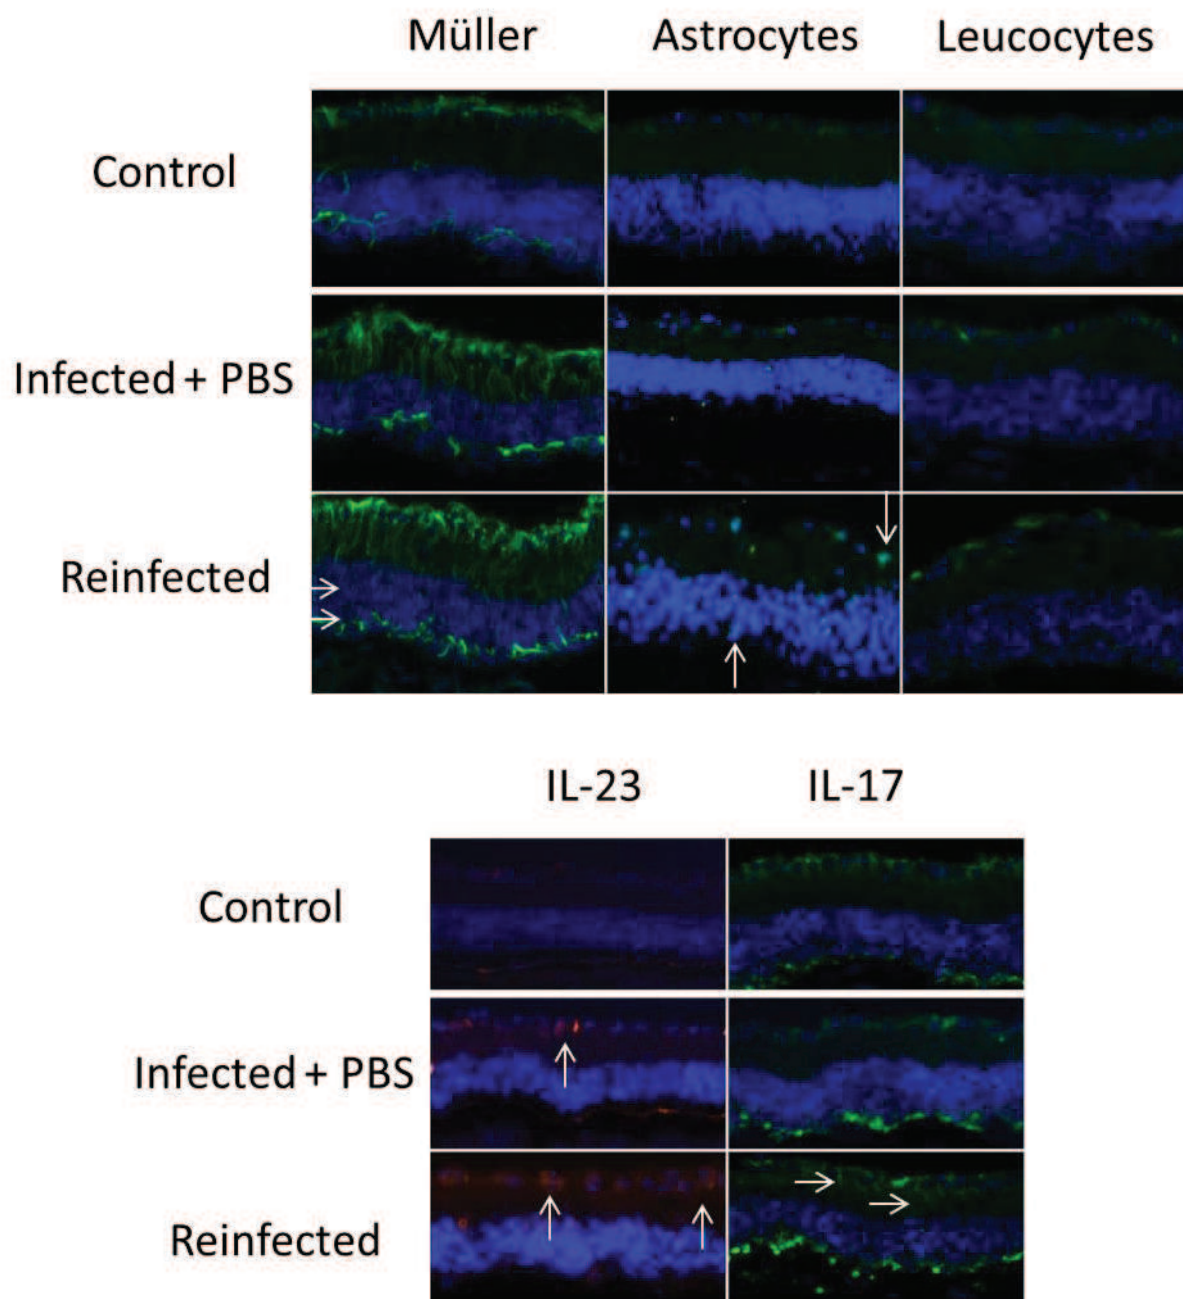 Müller Astrocytes Leucocytes
Control
Infected + PBS
Reinfected
IL-23 IL-17
Control
Infected + PBS
Reinfected